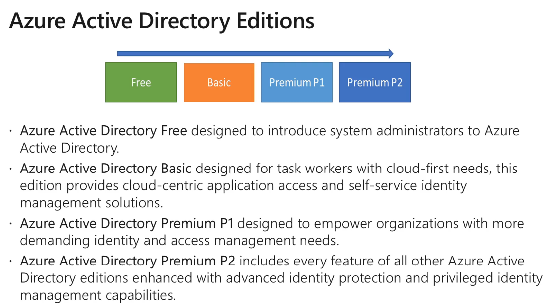 Azure Active Directory Editions
Free Basic Premium P1 Premium P2
· Azure Active Directory Free designed to introduce system administrators to Azure
Active Directory.
· Azure Active Directory Basic designed for task workers with cloud-first needs, this
edition provides cloud-centric application access and self-service identity
management solutions.
· Azure Active Directory Premium P1 designed to empower organizations with more
demanding identity and access management needs.
· Azure Active Directory Premium P2 includes every feature of all other Azure Active
Directory editions enhanced with advanced identity protection and privileged identity
management capabilities.